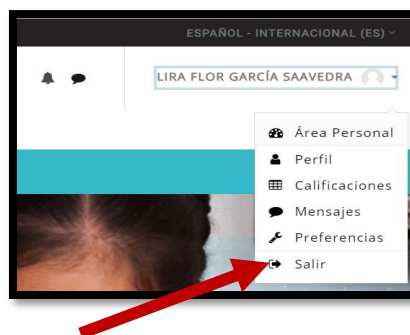 ESPAÑOL - INTERNACIONAL (ES)
LIRA FLOR GARCÍA SAAVEDRA
Área Personal
Perfil
Calificaciones
Mensajes
Preferencias
Salir